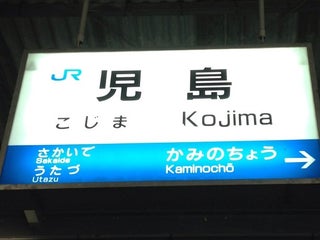 JR 児島
こじま Kojima
さかいで
Sakaide
うたづ
Utazu
かみのちょう
Kaminochō